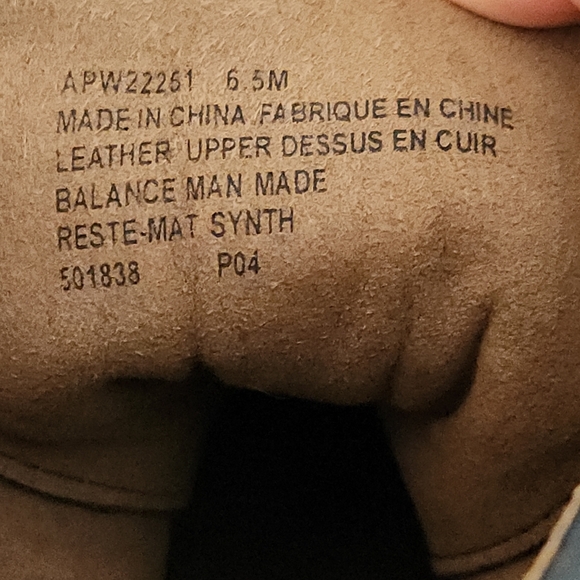 APW22251 6.5M
MADE IN CHINA FABRIQUE EN CHINE
LEATHER UPPER DESSUS EN CUIR
BALANCE MAN MADE
RESTE-MAT SYNTH
501838 P04